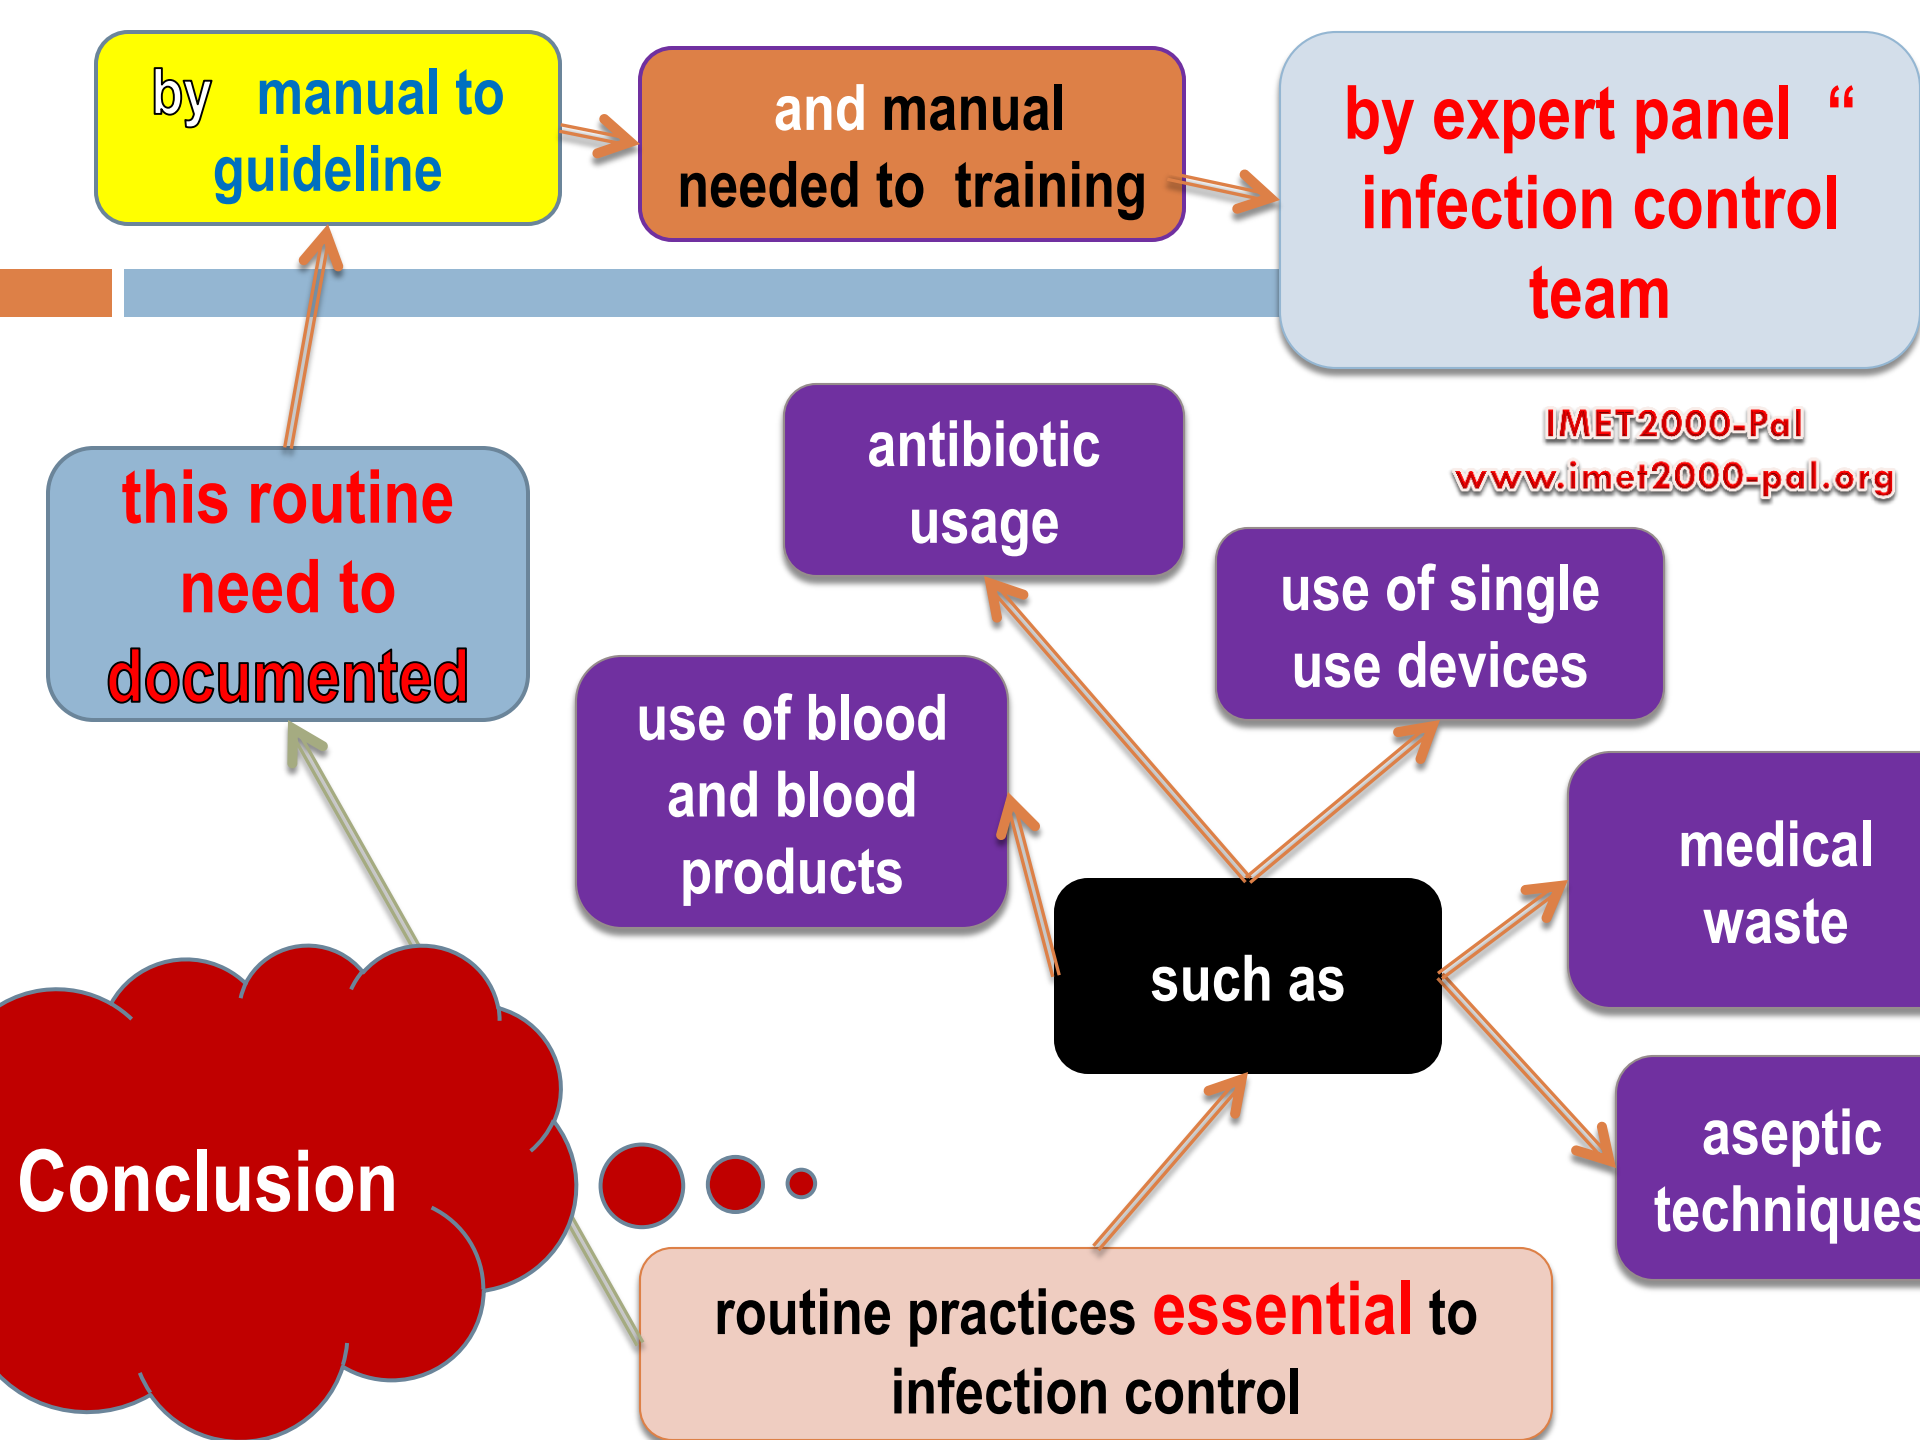 by manual to
guideline
and manual
needed to training
by expert panel “
infection control
team
IMET2000-Pal
www.imet2000-pal.org
this routine
need to
documented
antibiotic
usage
use of single
use devices
use of blood
and blood
products
medical
waste
such as
aseptic
techniques
Conclusion
routine practices essential to
infection control